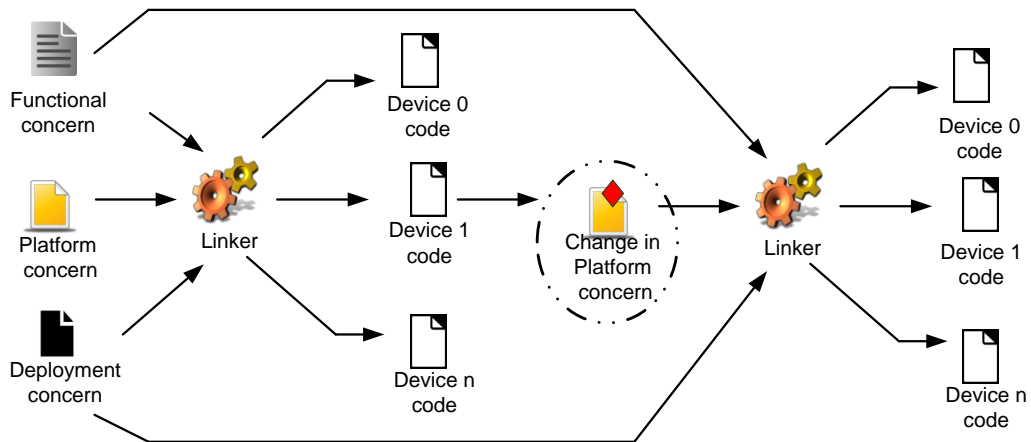 Functional
concern
Platform
concern
Deployment
concern
Linker
Device 0
code
Device 1
code
Device n
code
Change in
Platform
concern
Linker
Device 0
code
Device 1
code
Device n
code